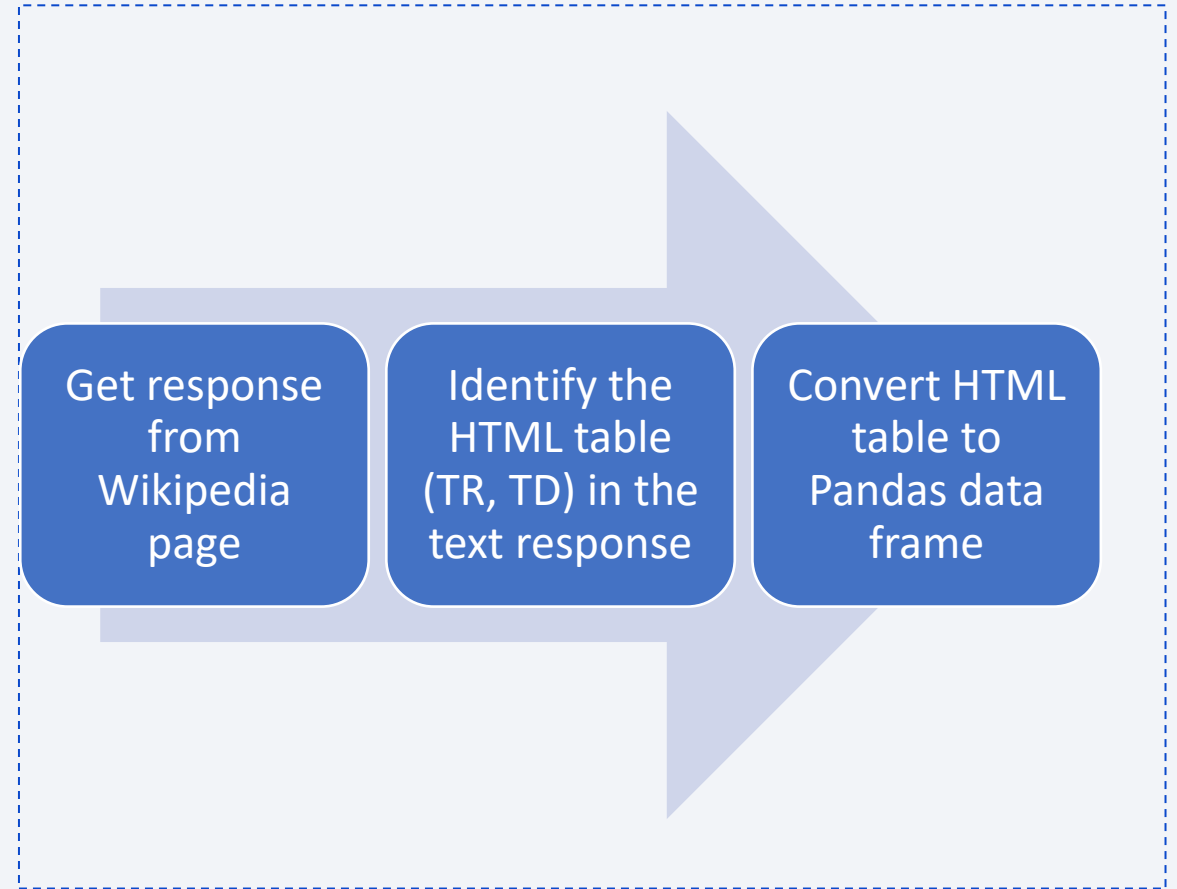 Get response
from
Wikipedia
page
Identify the
HTML table
(TR, TD) in the
text response
Convert HTML
table to
Pandas data
frame